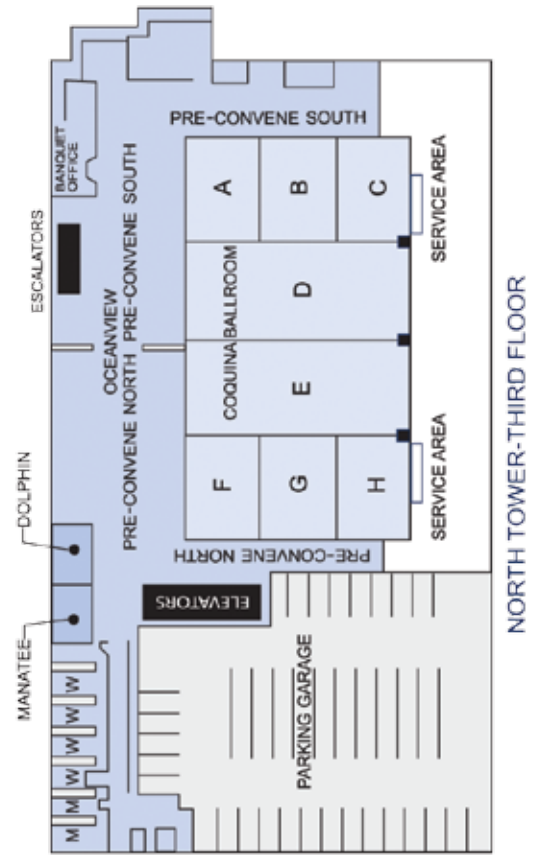 MANATEE
DOLPHIN
ESCALATORS
BANQUET
OFFICE
M
M
W
W
W
W
OCEANVIEW
PRE-CONVENE NORTH
PRE-CONVENE SOUTH
PRE-CONVENE NORTH
PRE-CONVENE SOUTH
ELEVATORS
COQUINA BALLROOM
A
B
C
D
E
F
G
H
SERVICE AREA
SERVICE AREA
PARKING GARAGE
NORTH TOWER-THIRD FLOOR